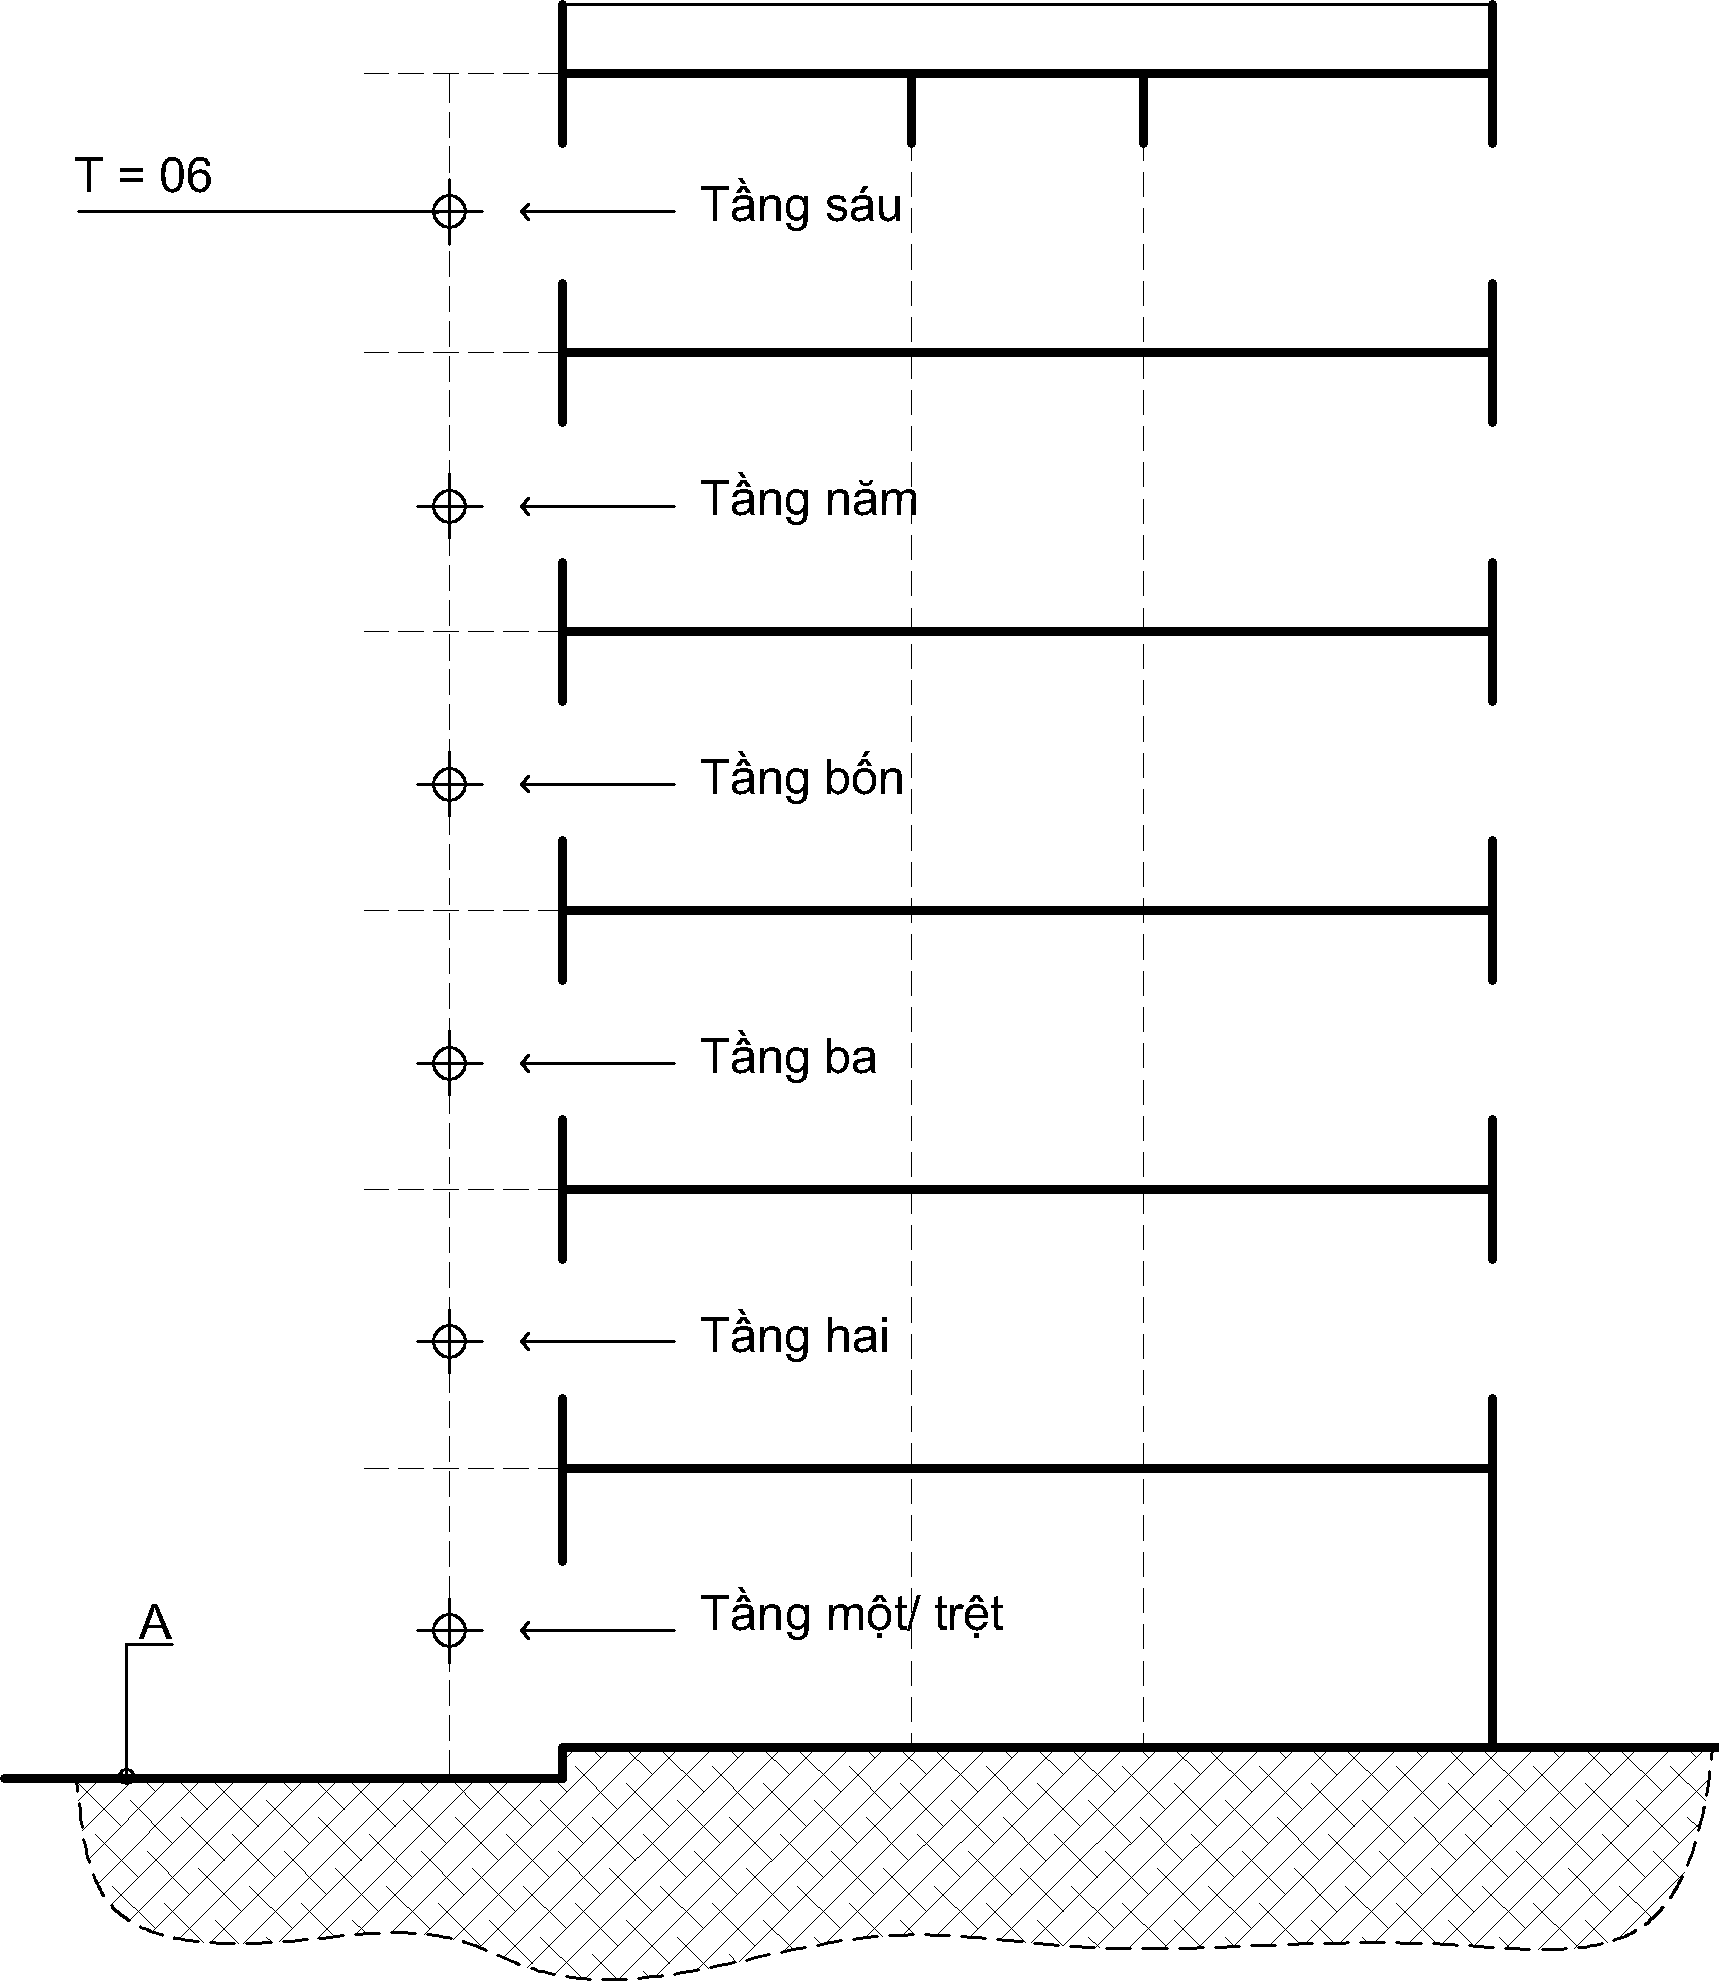 T = 06
Tầng sáu
Tầng năm
Tầng bốn
Tầng ba
Tầng hai
Tầng một/ trệt
A